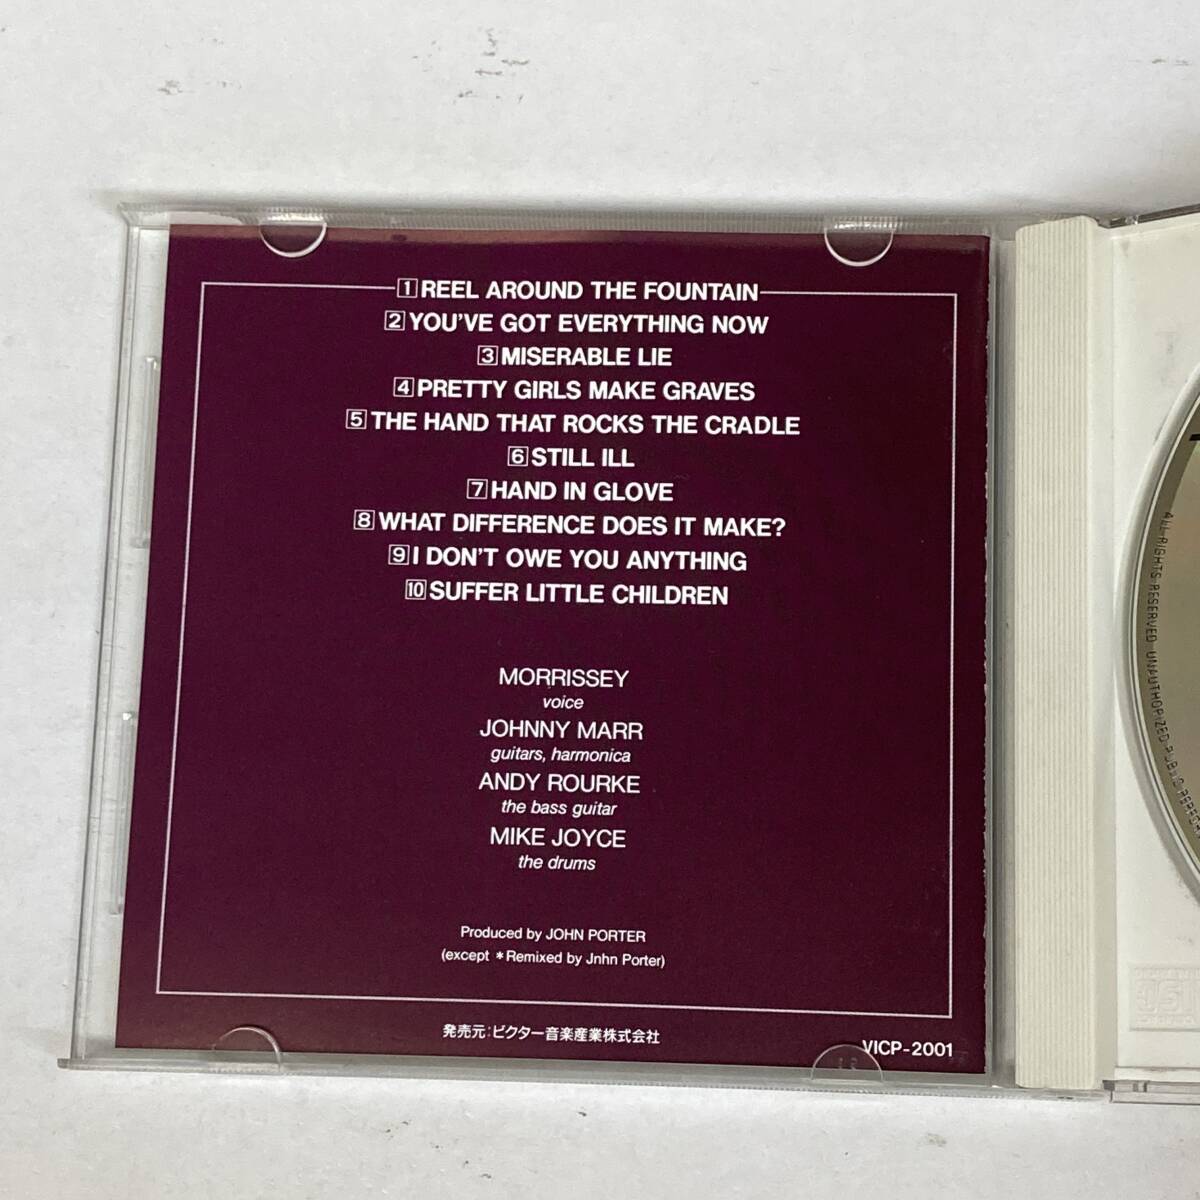 1 REEL AROUND THE FOUNTAIN
2 YOU'VE GOT EVERYTHING NOW
3 MISERABLE LIE
4 PRETTY GIRLS MAKE GRAVES
5 THE HAND THAT ROCKS THE CRADLE
6 STILL ILL
7 HAND IN GLOVE
8 WHAT DIFFERENCE DOES IT MAKE?
9 I DON'T OWE YOU ANYTHING
10 SUFFER LITTLE CHILDREN
MORRISSEY
voice
JOHNNY MARR
guitars, harmonica
ANDY ROURKE
the bass guitar
MIKE JOYCE
the drums
Produced by JOHN PORTER
(except *Remixed by Jnhn Porter)
発売元:ビクター音楽産業株式会社
VICP-2001
ALL RIGHTS RESERVED UNAUTHORIZED PUBLIC